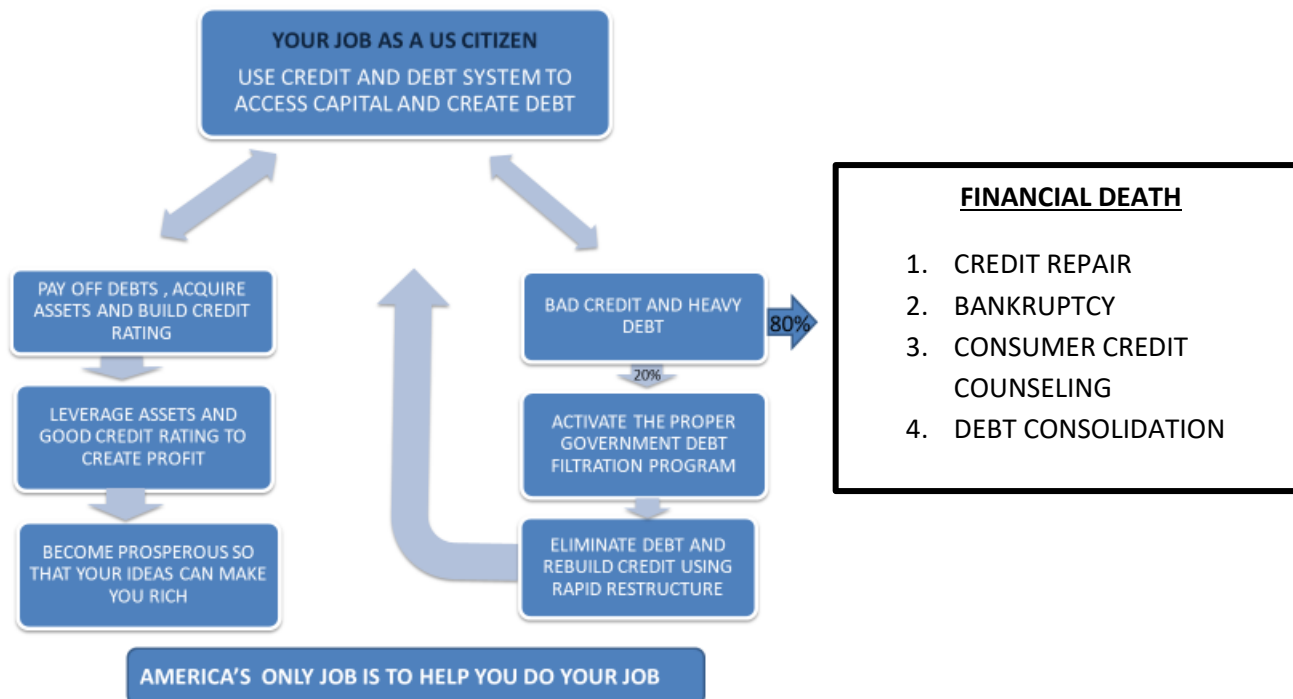 YOUR JOB AS A US CITIZEN
USE CREDIT AND DEBT SYSTEM TO
ACCESS CAPITAL AND CREATE DEBT
PAY OFF DEBTS , ACQUIRE
ASSETS AND BUILD CREDIT
RATING
LEVERAGE ASSETS AND
GOOD CREDIT RATING TO
CREATE PROFIT
BECOME PROSPEROUS SO
THAT YOUR IDEAS CAN MAKE
YOU RICH
BAD CREDIT AND HEAVY
DEBT
80%
20%
ACTIVATE THE PROPER
GOVERNMENT DEBT
FILTRATION PROGRAM
ELIMINATE DEBT AND
REBUILD CREDIT USING
RAPID RESTRUCTURE
FINANCIAL DEATH
1. CREDIT REPAIR
2. BANKRUPTCY
3. CONSUMER CREDIT
COUNSELING
4. DEBT CONSOLIDATION
AMERICA'S ONLY JOB IS TO HELP YOU DO YOUR JOB